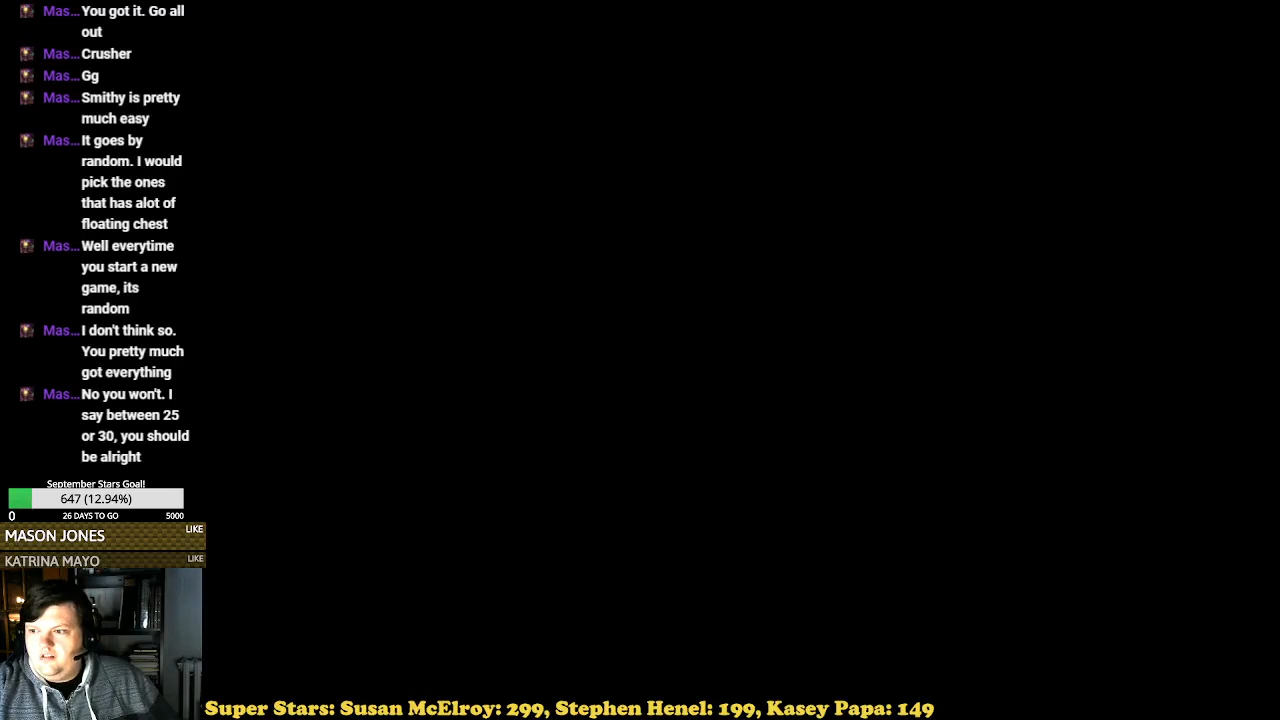 Mas... You got it. Go all
out
Mas... Crusher
Mas... Gg
Mas... Smithy is pretty
much easy
Mas... It goes by
random. I would
pick the ones
that has alot of
floating chest
Mas... Well everytime
you start a new
game, its
random
Mas... I don't think so.
You pretty much
got everything
Mas... No you won't. I
say between 25
or 30, you should
be alright
September Stars Goal!
647 (12.94%)
0 26 DAYS TO GO 5000
MASON JONES LIKE
KATRINA MAYO LIKE
Super Stars: Susan McElroy: 299, Stephen Henel: 199, Kasey Papa: 149